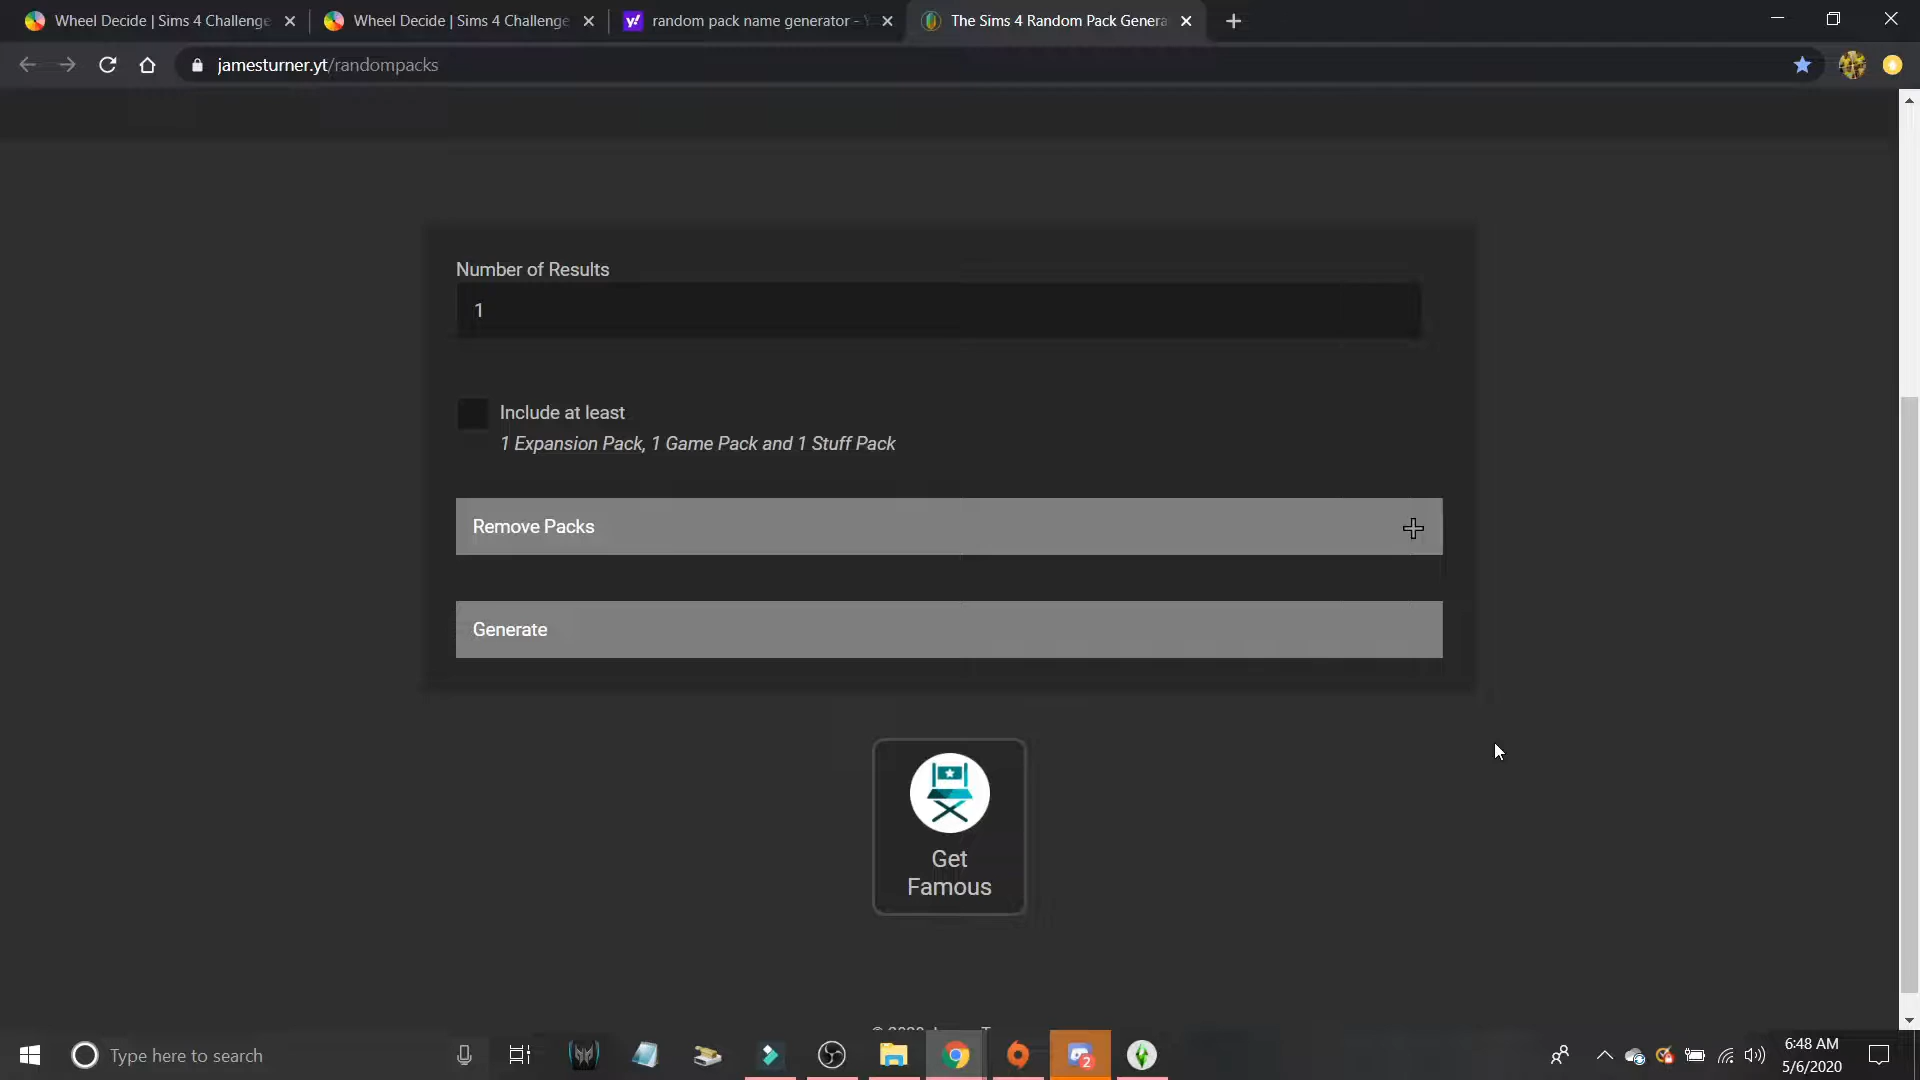 Wheel Decide | Sims 4 Challenge
Wheel Decide | Sims 4 Challenge
y!
random pack name generator -
The Sims 4 Random Pack Genera
jamesturner.yt/randompacks
Number of Results
1
Include at least
1 Expansion Pack, 1 Game Pack and 1 Stuff Pack
Remove Packs
Generate
Get
Famous
Type here to search
2
6:48 AM
5/6/2020